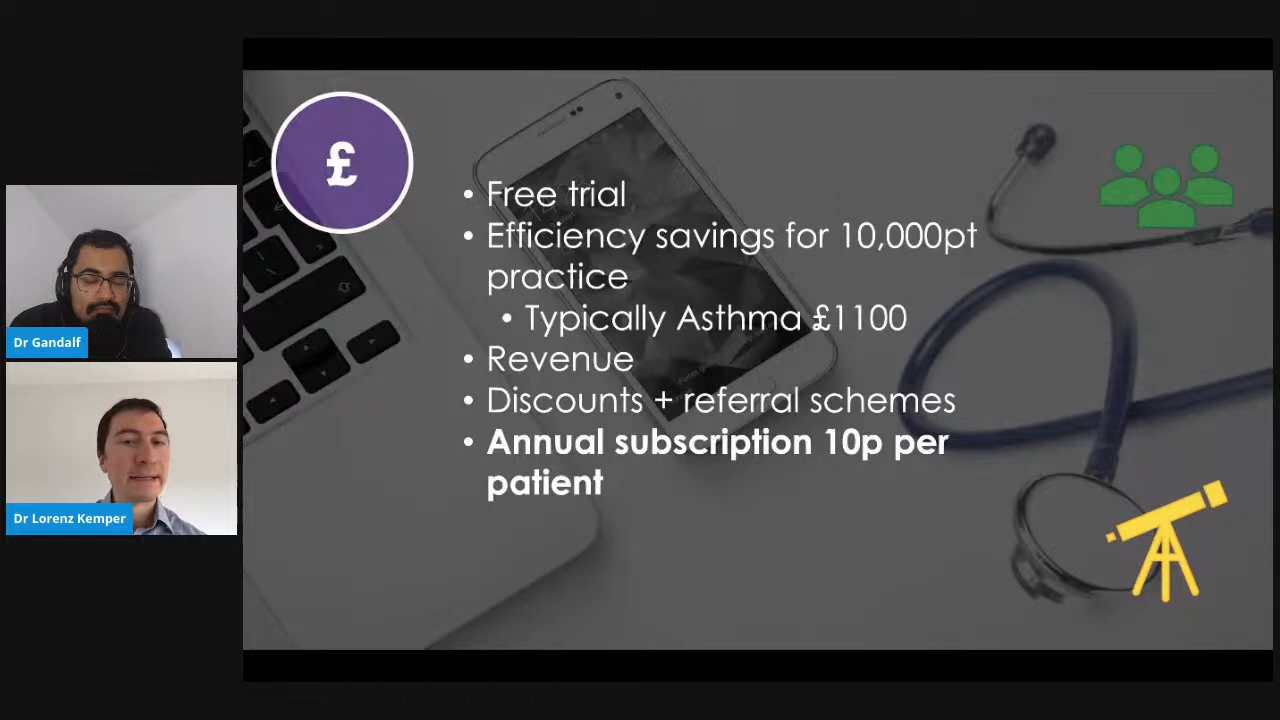 £
• Free trial
• Efficiency savings for 10,000pt
practice
• Typically Asthma £1100
• Revenue
• Discounts + referral schemes
• Annual subscription 10p per
patient
Dr Gandalf
Dr Lorenz Kemper